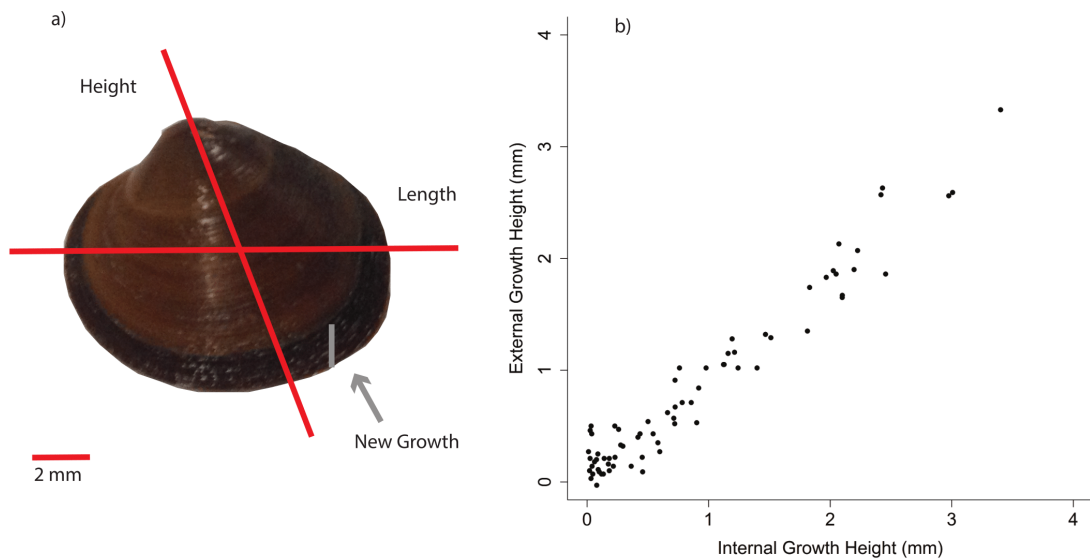 a)
Height
Length
New Growth
2 mm
b)
External Growth Height (mm)
4
3
2
1
0
0 1 2 3 4
Internal Growth Height (mm)